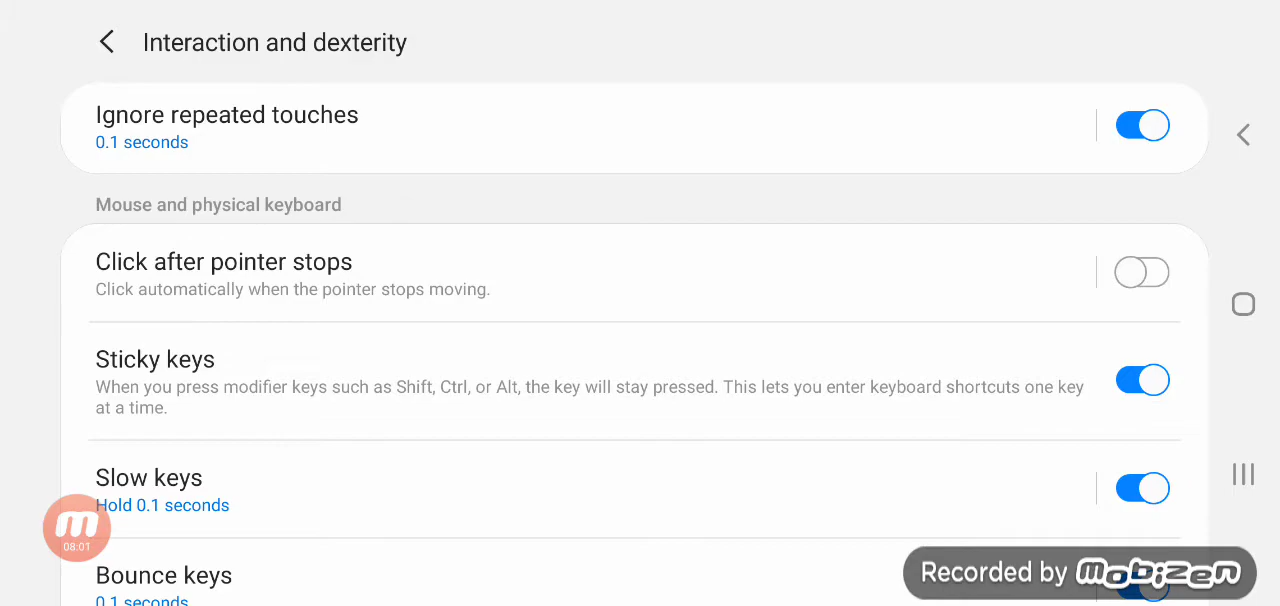 Interaction and dexterity
Ignore repeated touches
0.1 seconds
Mouse and physical keyboard
Click after pointer stops
Click automatically when the pointer stops moving.
Sticky keys
When you press modifier keys such as Shift, Ctrl, or Alt, the key will stay pressed. This lets you enter keyboard shortcuts one key
at a time.
Slow keys
Hold 0.1 seconds
m
08:01
Bounce keys
0.1 seconds
Recorded by mobizen